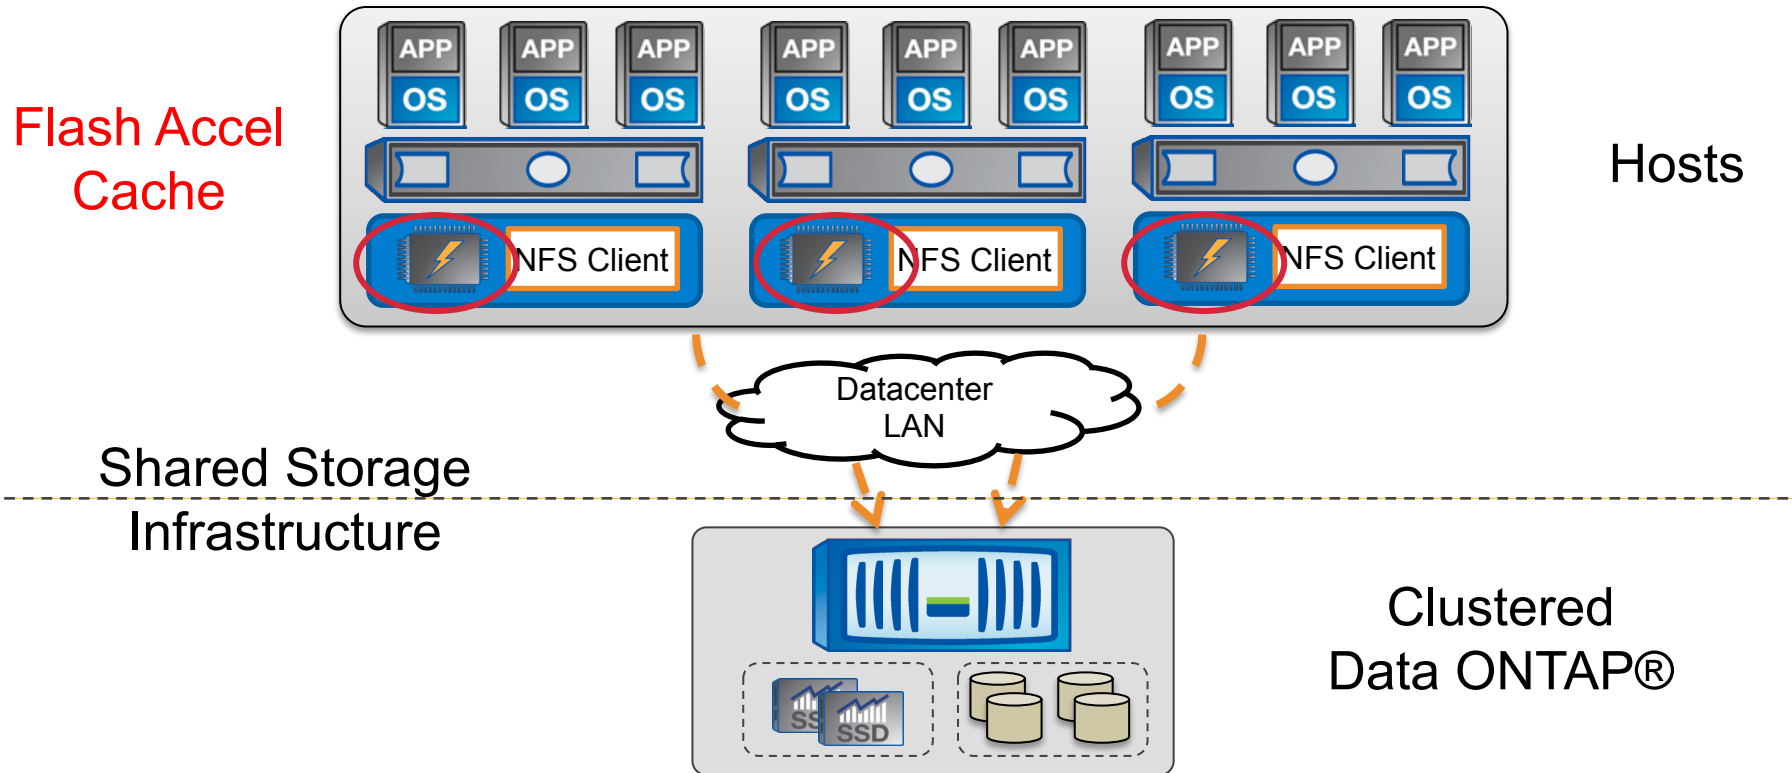 APP APP APP APP APP APP APP APP APP
OS OS OS OS OS OS OS OS OS
Flash Accel
Cache
Hosts
NFS Client NFS Client NFS Client
Datacenter
LAN
Shared Storage
Infrastructure
Clustered
Data ONTAP®
SS
SSD